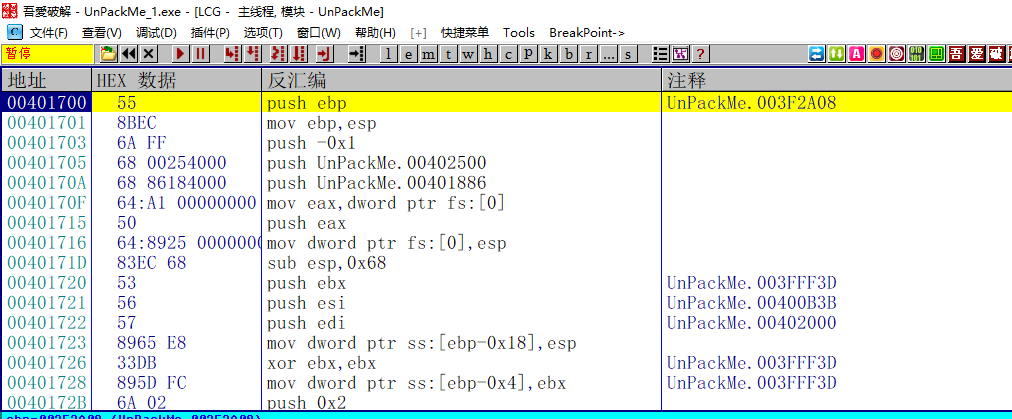 吾愛破解 - UnPackMe_1.exe - [LCG - 主线程, 模块 - UnPackMe]
文件(F) 查看(V) 调试(D) 插件(P) 选项(T) 窗口(W) 帮助(H) [+] 快捷菜单 Tools BreakPoint->
暂停 l e m t w h c p k b r ... s ?
地址 HEX 数据 反汇编 注释
00401700 55 push ebp UnPackMe.003F2A08
00401701 8BEC mov ebp,esp
00401703 6A FF push -0x1
00401705 68 00254000 push UnPackMe.00402500
0040170A 68 86184000 push UnPackMe.00401886
0040170F 64:A1 00000000 mov eax,dword ptr fs:[0]
00401715 50 push eax
00401716 64:8925 0000000 mov dword ptr fs:[0],esp
0040171D 83EC 68 sub esp,0x68
00401720 53 push ebx UnPackMe.003FFF3D
00401721 56 push esi UnPackMe.00400B3B
00401722 57 push edi UnPackMe.00402000
00401723 8965 E8 mov dword ptr ss:[ebp-0x18],esp
00401726 33DB xor ebx,ebx UnPackMe.003FFF3D
00401728 895D FC mov dword ptr ss:[ebp-0x4],ebx UnPackMe.003FFF3D
0040172B 6A 02 push 0x2
ebp=003F2A08 (UnPackMe.003F2A08)